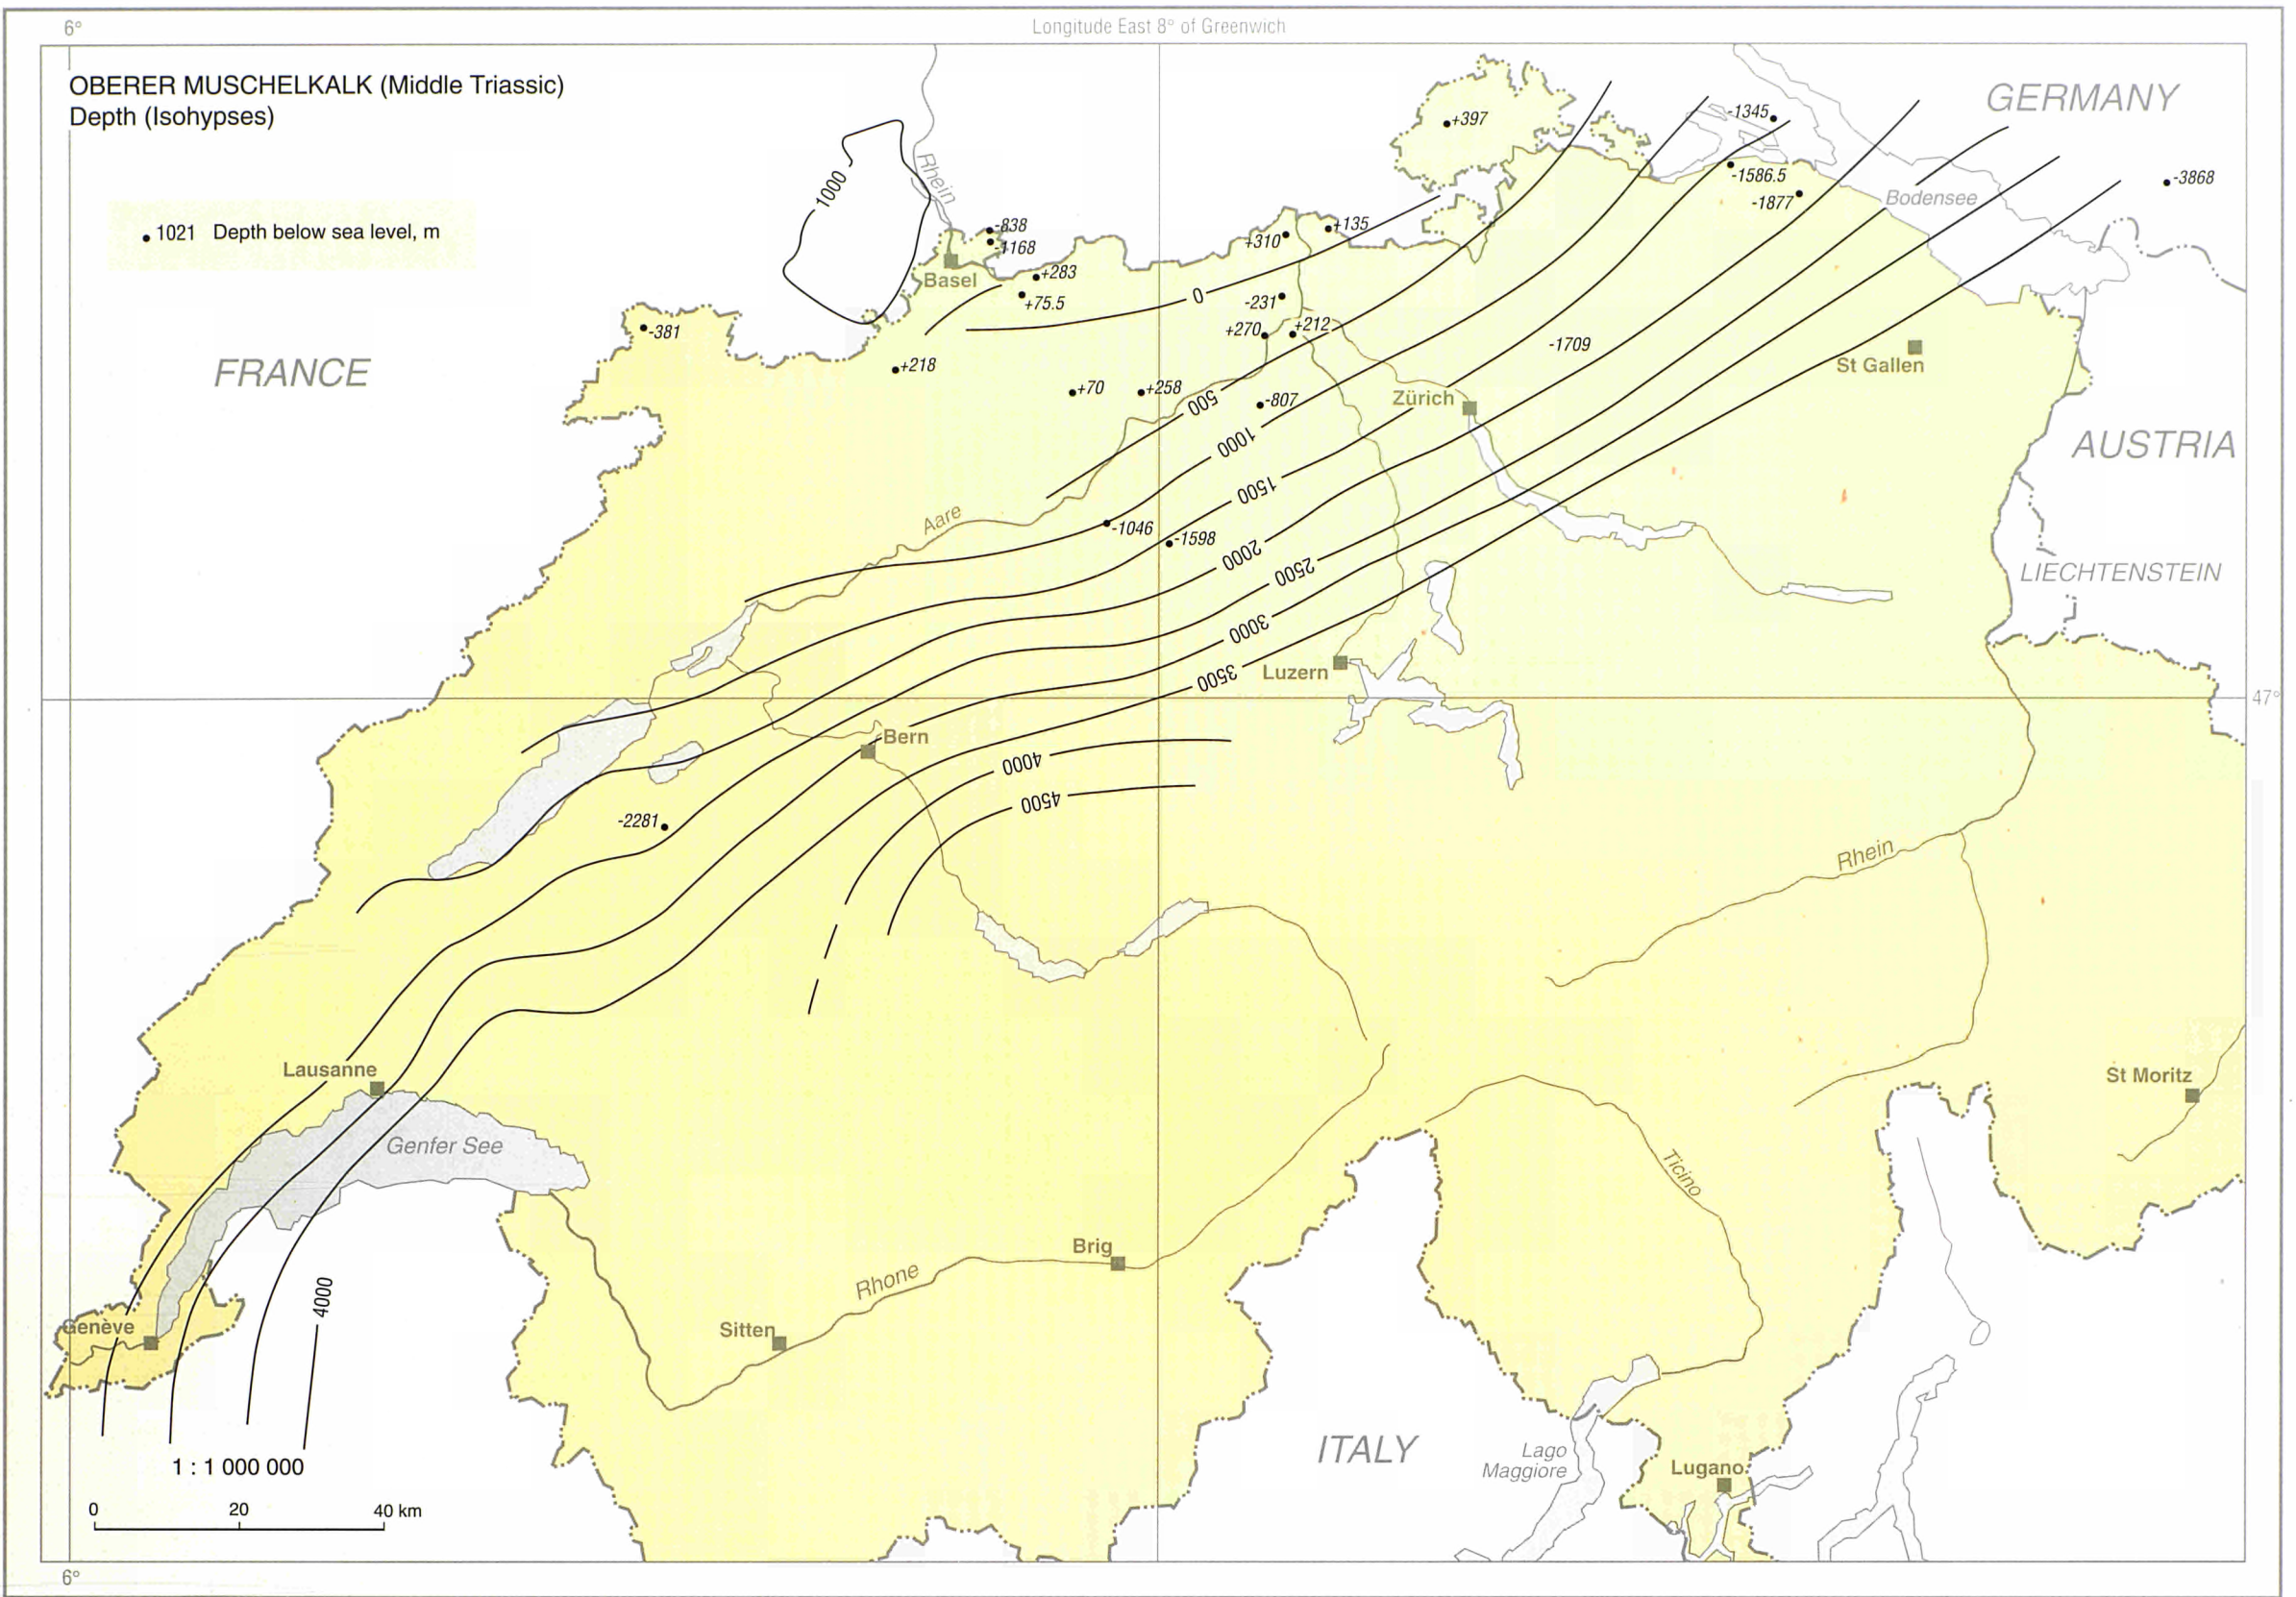 6°
Longitude East 8° of Greenwich
OBERER MUSCHELKALK (Middle Triassic)
Depth (Isohypses)
1021 Depth below sea level, m
GERMANY
+397
-1345
-1586.5
-1877
Bodensee
-3868
1000
Rhein
-838
-1168
Basel
+283
+75.5
+310
+135
0
-231
+270
+212
-381
FRANCE
+218
+70
+258
500
-807
-1709
Zürich
St Gallen
AUSTRIA
1000
1500
Aare
-1046
-1598
2000
2500
LIECHTENSTEIN
3000
3500
Luzern
47°
Bern
4000
4500
-2281
Rhein
Lausanne
Genfer See
St Moritz
Ticino
Brig
Rhone
Sitten
4000
Genève
ITALY
Lago
Maggiore
Lugano
1 : 1 000 000
0 20 40 km
6°